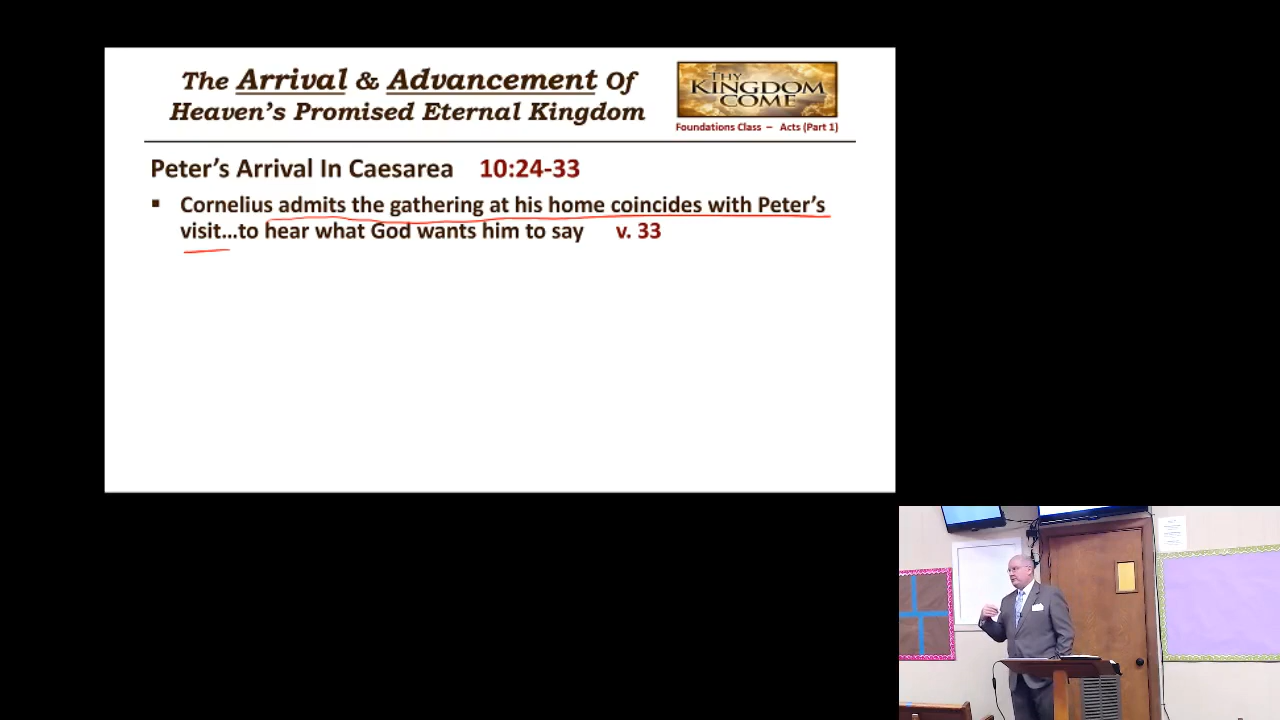 The Arrival & Advancement Of
Heaven's Promised Eternal Kingdom
THY
KINGDOM
COME
Foundations Class – Acts (Part 1)
Peter's Arrival In Caesarea 10:24-33
▪ Cornelius admits the gathering at his home coincides with Peter's
visit...to hear what God wants him to say v. 33